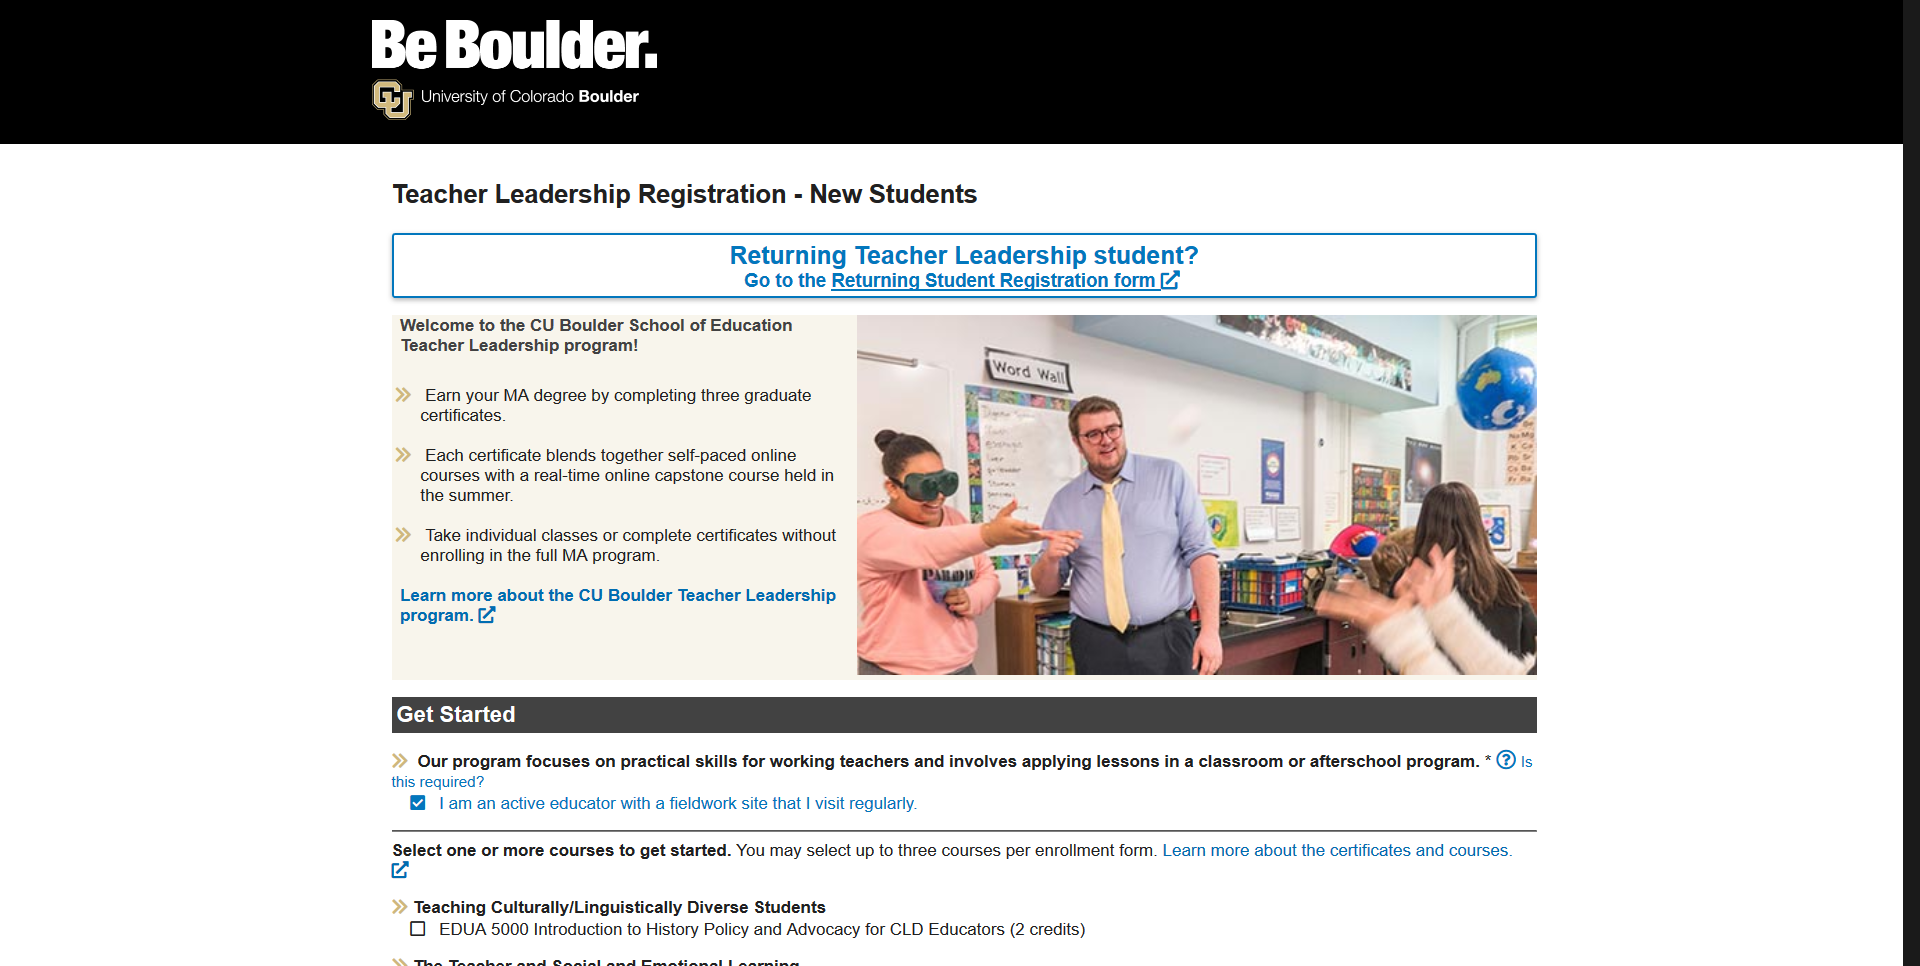 Be Boulder.
CU University of Colorado Boulder
Teacher Leadership Registration - New Students
Returning Teacher Leadership student?
Go to the Returning Student Registration form
Welcome to the CU Boulder School of Education
Teacher Leadership program!
Earn your MA degree by completing three graduate
certificates.
Each certificate blends together self-paced online
courses with a real-time online capstone course held in
the summer.
Take individual classes or complete certificates without
enrolling in the full MA program.
Learn more about the CU Boulder Teacher Leadership
program.
Word Wall
Get Started
Our program focuses on practical skills for working teachers and involves applying lessons in a classroom or afterschool program. * Is
this required?
I am an active educator with a fieldwork site that I visit regularly.
Select one or more courses to get started. You may select up to three courses per enrollment form. Learn more about the certificates and courses.
Teaching Culturally/Linguistically Diverse Students
EDUA 5000 Introduction to History Policy and Advocacy for CLD Educators (2 credits)
The Teacher and Social and Emotional Learning